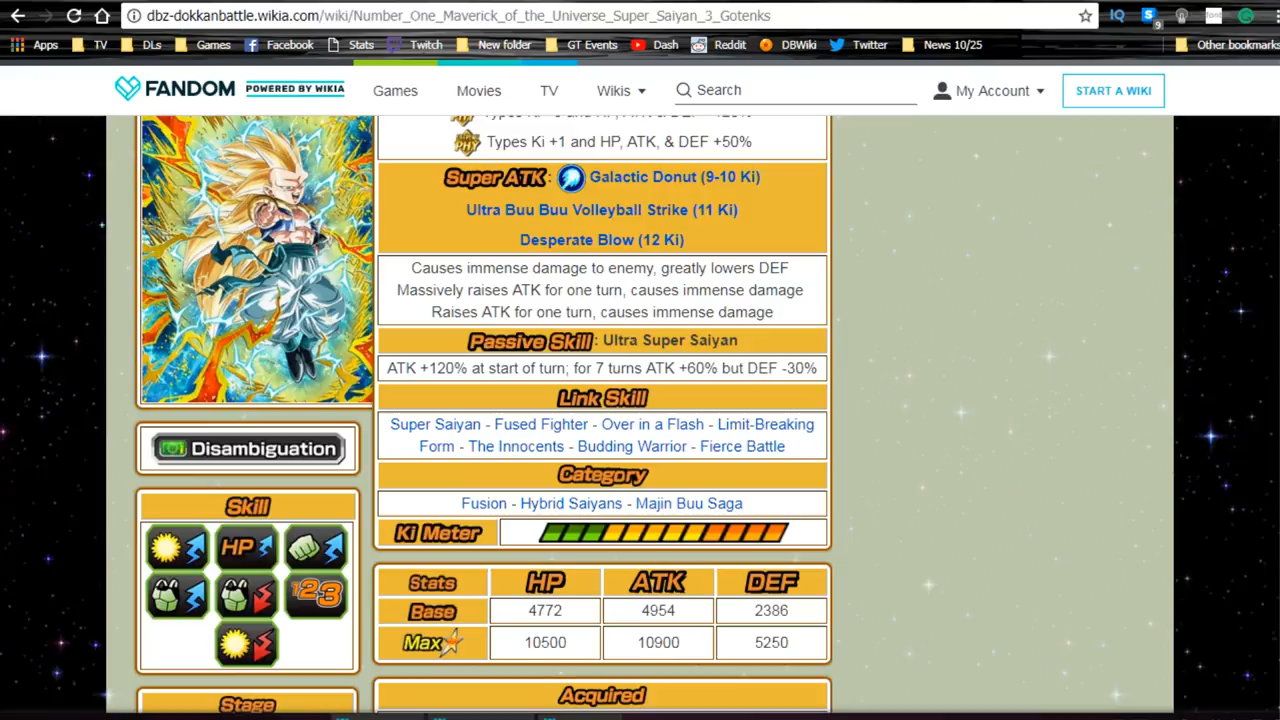 dbz-dokkanbattle.wikia.com/wiki/Number_One_Maverick_of_the_Universe_Super_Saiyan_3_Gotenks
IQ
9
Apps TV DLs Games Facebook Stats Twitch New folder GT Events Dash Reddit DBWiki Twitter News 10/25 Other bookmarks
FANDOM POWERED BY WIKIA Games Movies TV Wikis Search My Account START A WIKI
Types Ki +1 and HP, ATK, & DEF +50%
Super ATK: Galactic Donut (9-10 Ki)
Ultra Buu Buu Volleyball Strike (11 Ki)
Desperate Blow (12 Ki)
Causes immense damage to enemy, greatly lowers DEF
Massively raises ATK for one turn, causes immense damage
Raises ATK for one turn, causes immense damage
Passive Skill: Ultra Super Saiyan
ATK +120% at start of turn; for 7 turns ATK +60% but DEF -30%
Link Skill
Super Saiyan - Fused Fighter - Over in a Flash - Limit-Breaking
Form - The Innocents - Budding Warrior - Fierce Battle
Category
Fusion - Hybrid Saiyans - Majin Buu Saga
Ki Meter
Disambiguation
Skill
HP
123
Stage
Stats HP ATK DEF
Base 4772 4954 2386
Max 10500 10900 5250
Acquired